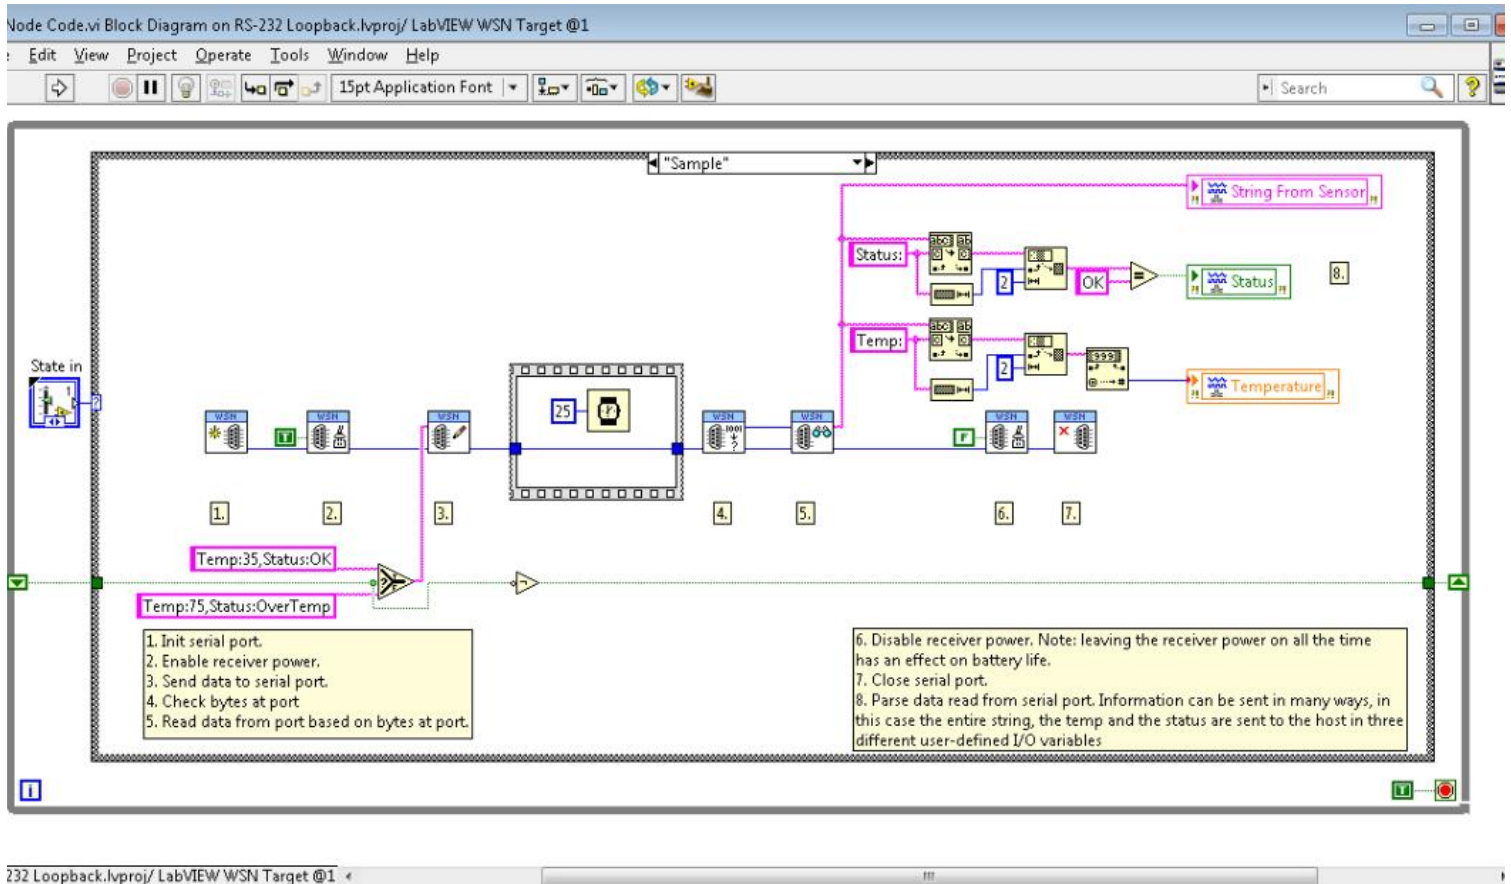 Node Code.vi Block Diagram on RS-232 Loopback.lvproj/ LabVIEW WSN Target @1
Edit View Project Operate Tools Window Help
15pt Application Font
Search
"Sample"
String From Sensor
Status:
2
OK
=
Status
8.
Temp:
2
Temperature
State in
25
WSN
WSN
WSN
WSN
WSN
WSN
WSN
T
F
1.
2.
3.
4.
5.
6.
7.
Temp:35,Status:OK
Temp:75,Status:OverTemp
1. Init serial port.
2. Enable receiver power.
3. Send data to serial port.
4. Check bytes at port
5. Read data from port based on bytes at port.
6. Disable receiver power. Note: leaving the receiver power on all the time
has an effect on battery life.
7. Close serial port.
8. Parse data read from serial port. Information can be sent in many ways, in
this case the entire string, the temp and the status are sent to the host in three
different user-defined I/O variables
i
T
232 Loopback.lvproj/ LabVIEW WSN Target @1